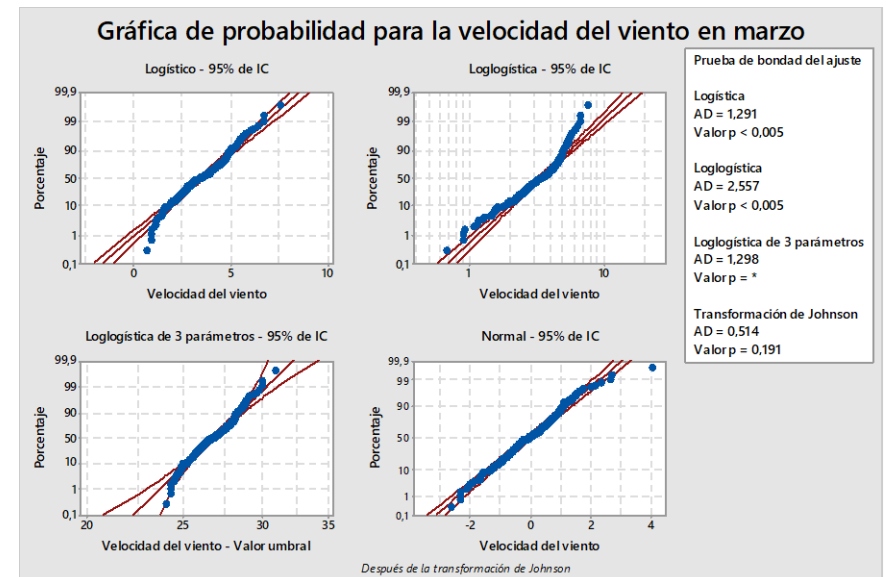 Gráfica de probabilidad para la velocidad del viento en marzo
Logístico - 95% de IC
99,9
99
90
50
10
1
0,1
Porcentaje
0 5 10
Velocidad del viento
Loglogística - 95% de IC
99,9
99
90
50
10
1
0,1
Porcentaje
1 10
Velocidad del viento
Prueba de bondad del ajuste
Logística
AD = 1,291
Valor p < 0,005
Loglogística
AD = 2,557
Valor p < 0,005
Loglogística de 3 parámetros
AD = 1,298
Valor p = *
Transformación de Johnson
AD = 0,514
Valor p = 0,191
Loglogística de 3 parámetros - 95% de IC
99,9
99
90
50
10
1
0,1
Porcentaje
20 25 30 35
Velocidad del viento - Valor umbral
Normal - 95% de IC
99,9
99
90
50
10
1
0,1
Porcentaje
-2 0 2 4
Velocidad del viento
Después de la transformación de Johnson